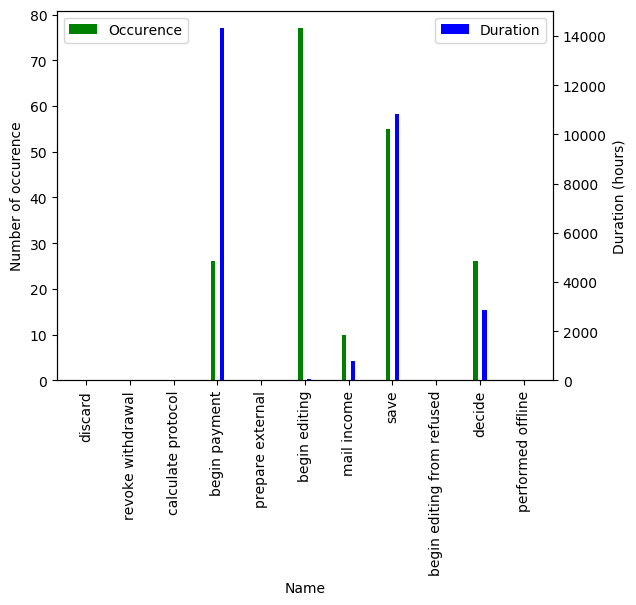 Occurence
Duration
Number of occurence
80
70
60
50
40
30
20
10
0
14000
12000
10000
8000
6000
4000
2000
0
Duration (hours)
discard
revoke withdrawal
calculate protocol
begin payment
prepare external
begin editing
mail income
save
begin editing from refused
decide
performed offline
Name